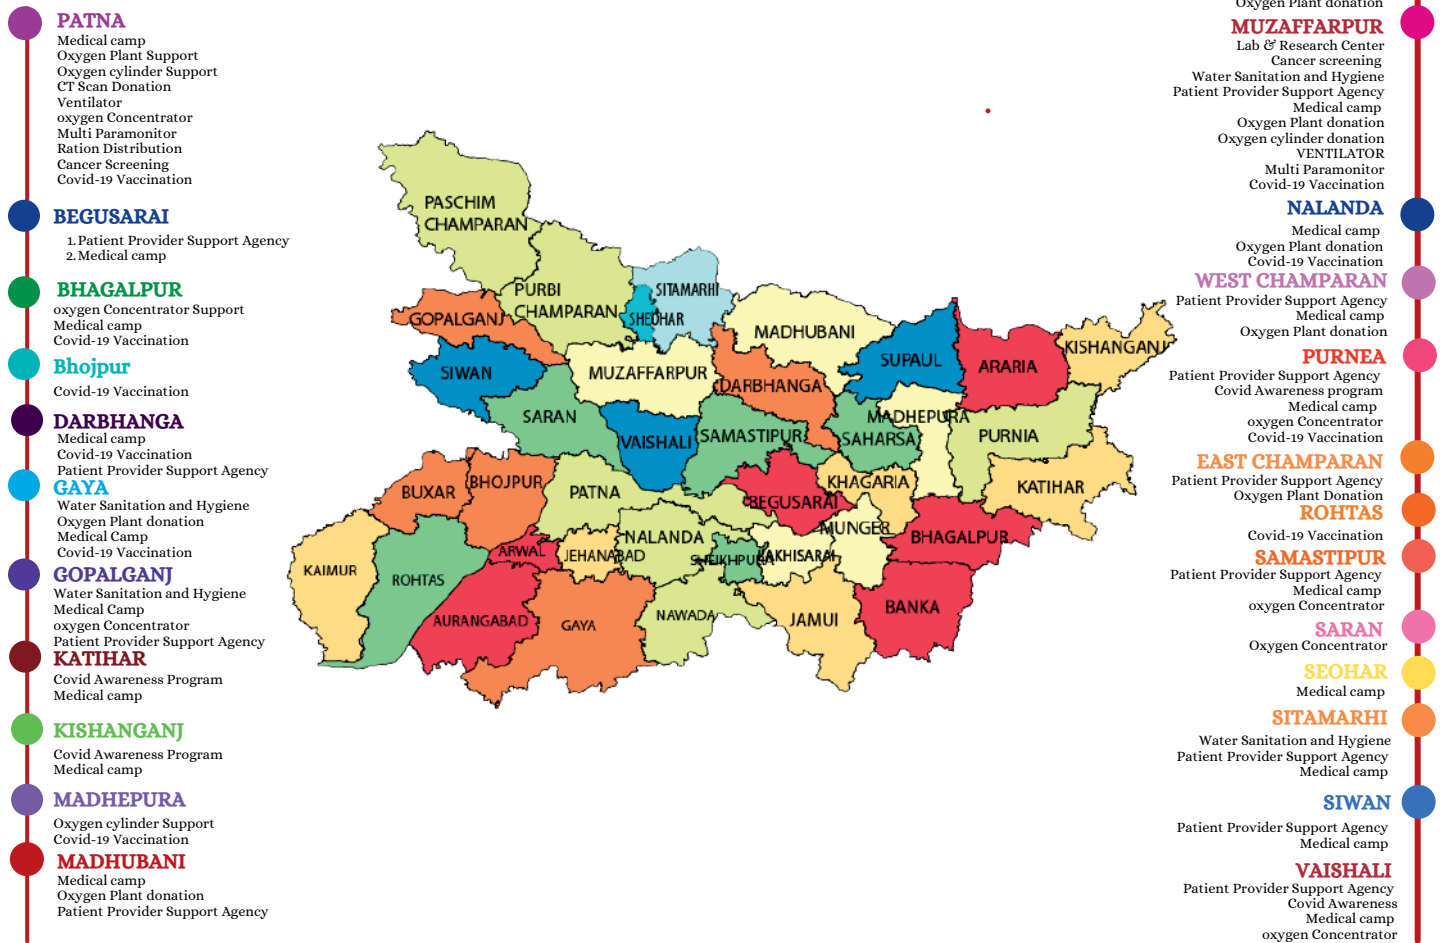 PATNA
Medical camp
Oxygen Plant Support
Oxygen cylinder Support
CT Scan Donation
Ventilator
oxygen Concentrator
Multi Paramonitor
Ration Distribution
Cancer Screening
Covid-19 Vaccination
BEGUSARAI
1. Patient Provider Support Agency
2. Medical camp
BHAGALPUR
oxygen Concentrator Support
Medical camp
Covid-19 Vaccination
Bhojpur
Covid-19 Vaccination
DARBHANGA
Medical camp
Covid-19 Vaccination
Patient Provider Support Agency
GAYA
Water Sanitation and Hygiene
Oxygen Plant donation
Medical Camp
Covid-19 Vaccination
GOPALGANJ
Water Sanitation and Hygiene
Medical Camp
oxygen Concentrator
Patient Provider Support Agency
KATIHAR
Covid Awareness Program
Medical camp
KISHANGANJ
Covid Awareness Program
Medical camp
MADHEPURA
Oxygen cylinder Support
Covid-19 Vaccination
MADHUBANI
Medical camp
Oxygen Plant donation
Patient Provider Support Agency
PASCHIM
CHAMPARAN
PURBI
CHAMPARAN
SITAMARHI
SHEOHAR
GOPALGANJ
MADHUBANI
SIWAN
MUZAFFARPUR
DARBHANGA
SUPAUL
ARARIA
KISHANGANJ
SARAN
VAISHALI
SAMASTIPUR
MADHEPURA
SAHARSA
PURNIA
BUXAR
BHOJPUR
PATNA
BEGUSARAI
KHAGARIA
KATIHAR
NALANDA
MUNGER
BHAGALPUR
ARWAL
JEHANABAD
SHEIKHPURA
LAKHISARAI
KAIMUR
ROHTAS
AURANGABAD
GAYA
NAWADA
JAMUI
BANKA
Oxygen Plant donation
MUZAFFARPUR
Lab & Research Center
Cancer screening
Water Sanitation and Hygiene
Patient Provider Support Agency
Medical camp
Oxygen Plant donation
Oxygen cylinder donation
VENTILATOR
Multi Paramonitor
Covid-19 Vaccination
NALANDA
Medical camp
Oxygen Plant donation
Covid-19 Vaccination
WEST CHAMPARAN
Patient Provider Support Agency
Medical camp
Oxygen Plant donation
PURNEA
Patient Provider Support Agency
Covid Awareness program
Medical camp
oxygen Concentrator
Covid-19 Vaccination
EAST CHAMPARAN
Patient Provider Support Agency
Oxygen Plant Donation
ROHTAS
Covid-19 Vaccination
SAMASTIPUR
Patient Provider Support Agency
Medical camp
oxygen Concentrator
SARAN
Oxygen Concentrator
SEOHAR
Medical camp
SITAMARHI
Water Sanitation and Hygiene
Patient Provider Support Agency
Medical camp
SIWAN
Patient Provider Support Agency
Medical camp
VAISHALI
Patient Provider Support Agency
Covid Awareness
Medical camp
oxygen Concentrator